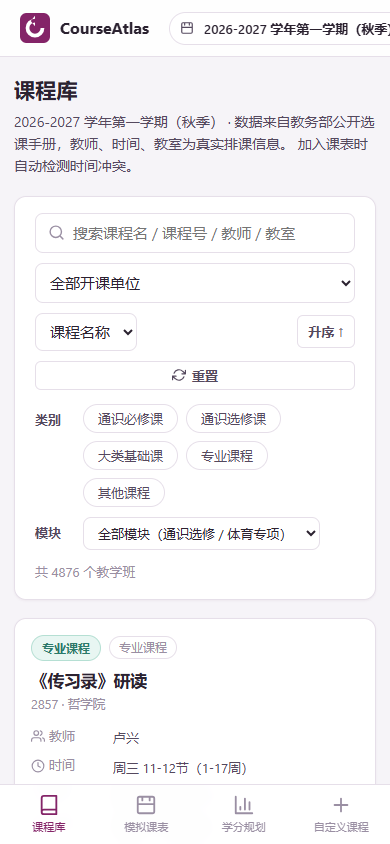 CourseAtlas
2026-2027 学年第一学期（秋季）
课程库
2026-2027 学年第一学期（秋季）· 数据来自教务部公开选
课手册，教师、时间、教室为真实排课信息。 加入课表时
自动检测时间冲突。
搜索课程名 / 课程号 / 教师 / 教室
全部开课单位
课程名称
升序 ↑
重置
类别
通识必修课
通识选修课
大类基础课
专业课程
其他课程
模块
全部模块（通识选修 / 体育专项）
共 4876 个教学班
专业课程
专业课程
《传习录》研读
2857 · 哲学院
教师
卢兴
时间
周三 11-12节（1-17周）
课程库
模拟课表
学分规划
自定义课程